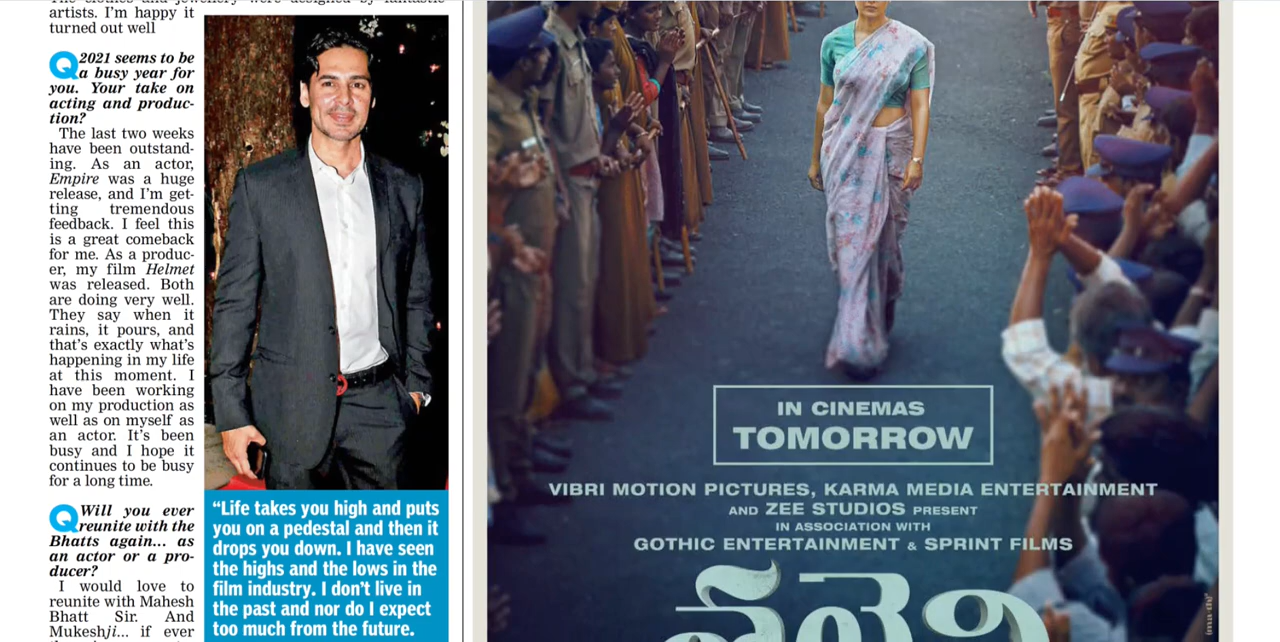 artists. I'm happy it
turned out well
Q 2021 seems to be
a busy year for
you. Your take on
acting and produc-
tion?
The last two weeks
have been outstand-
ing. As an actor,
Empire was a huge
release, and I'm get-
ting tremendous
feedback. I feel this
is a great comeback
for me. As a produc-
er, my film Helmet
was released. Both
are doing very well.
They say when it
rains, it pours, and
that's exactly what's
happening in my life
at this moment. I
have been working
on my production as
well as on myself as
an actor. It's been
busy and I hope it
continues to be busy
for a long time.
Q Will you ever
reunite with the
Bhatts again... as
an actor or a pro-
ducer?
I would love to
reunite with Mahesh
Bhatt Sir. And
Mukeshji... if ever
“Life takes you high and puts
you on a pedestal and then it
drops you down. I have seen
the highs and the lows in the
film industry. I don’t live in
the past and nor do I expect
too much from the future.
IN CINEMAS
TOMORROW
VIBRI MOTION PICTURES, KARMA MEDIA ENTERTAINMENT
AND ZEE STUDIOS PRESENT
IN ASSOCIATION WITH
GOTHIC ENTERTAINMENT & SPRINT FILMS